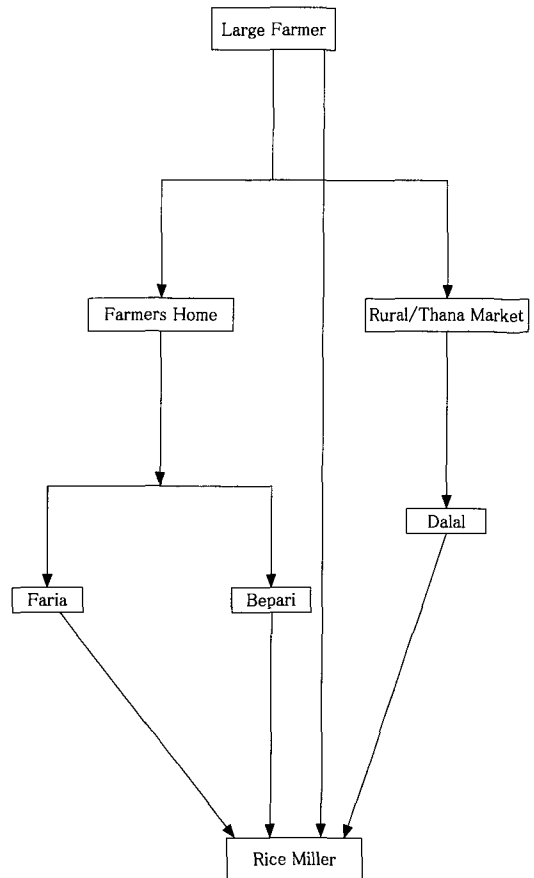 Large Farmer
Farmers Home
Rural/Thana Market
Dalal
Faria
Bepari
Rice Miller